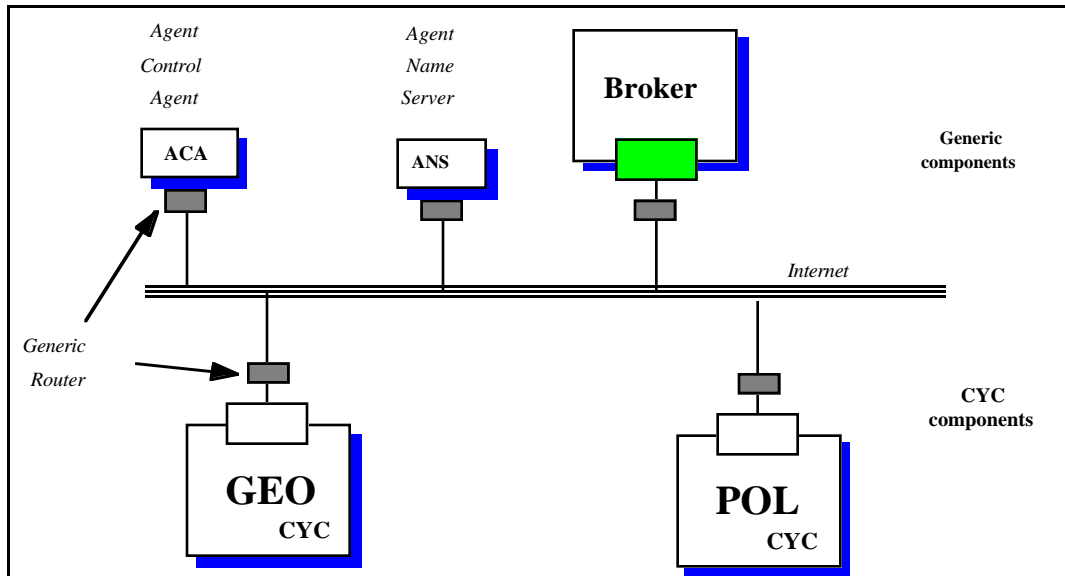 Agent
Control
Agent
Agent
Name
Server
Broker
ACA
ANS
Generic
components
Internet
Generic
Router
CYC
components
GEO
CYC
POL
CYC